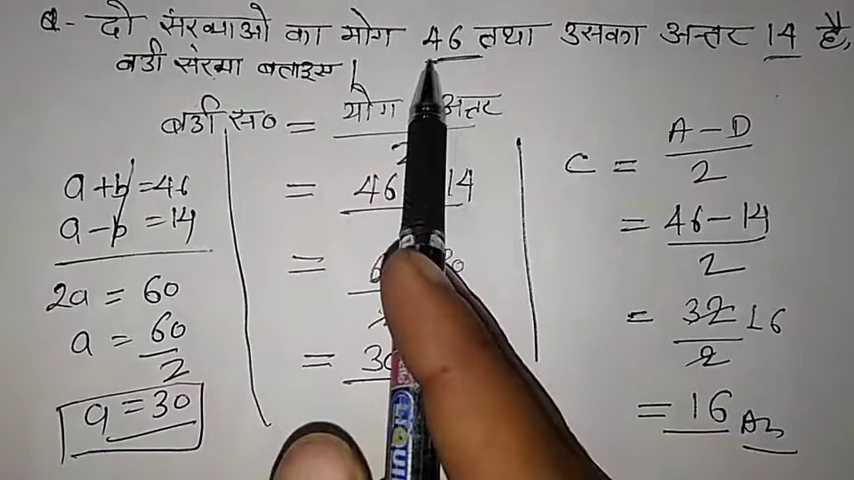 Q- दो संख्याओ का योग 46 तथा उसका अन्तर 14 है,
बडी संख्या बताइए।
a+b=46
a-b=14
2a = 60
a = 60
2
a=30
बडी सं० = योग अंतर
= 46 14
=
= 30
C = A-D
2
= 46-14
2
= 32 16
2
= 16 Ans